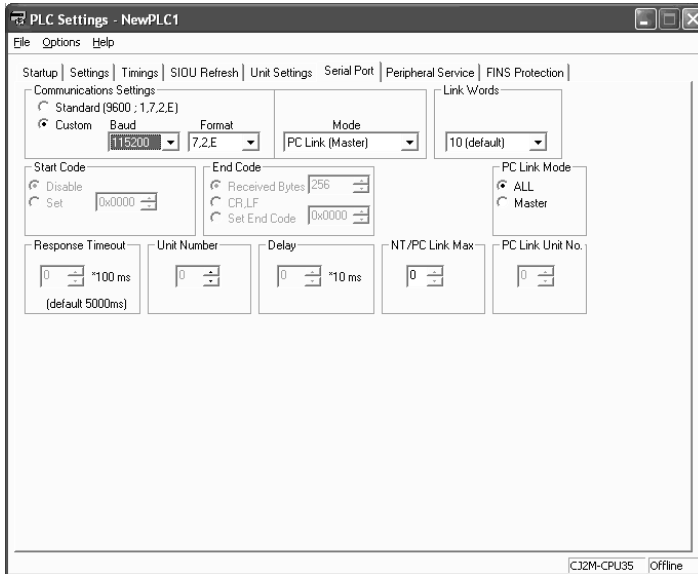 PLC Settings - NewPLC1
File Options Help
Startup Settings Timings SIOU Refresh Unit Settings Serial Port Peripheral Service FINS Protection
Communications Settings Link Words
Standard (9600 ; 1,7,2,E)
Custom Baud Format Mode
115200 7,2,E PC Link (Master) 10 (default)
Start Code End Code PC Link Mode
Disable Received Bytes 256 ALL
Set 0x0000 CR,LF Master
Set End Code 0x0000
Response Timeout Unit Number Delay NT/PC Link Max PC Link Unit No.
0 *100 ms 0 0 *10 ms 0 0
(default 5000ms)
CJ2M-CPU35 Offline